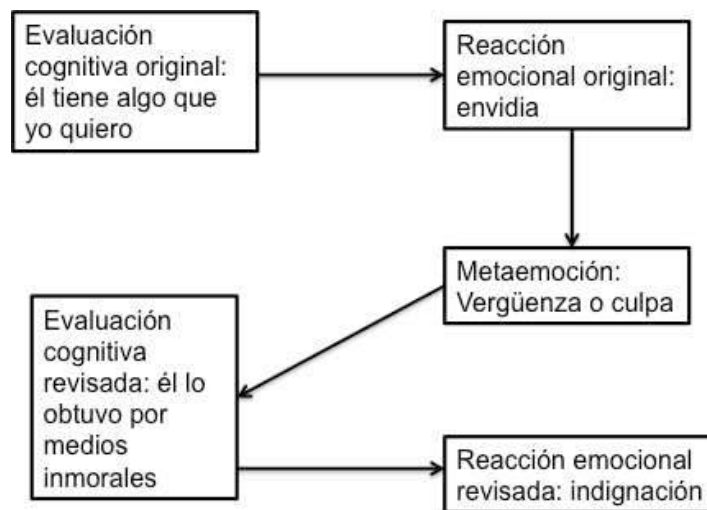 Evaluación
cognitiva original:
él tiene algo que
yo quiero
Reacción
emocional original:
envidia
Metaemoción:
Vergüenza o culpa
Evaluación
cognitiva
revisada: él lo
obtuvo por
medios
inmorales
Reacción emocional
revisada: indignación